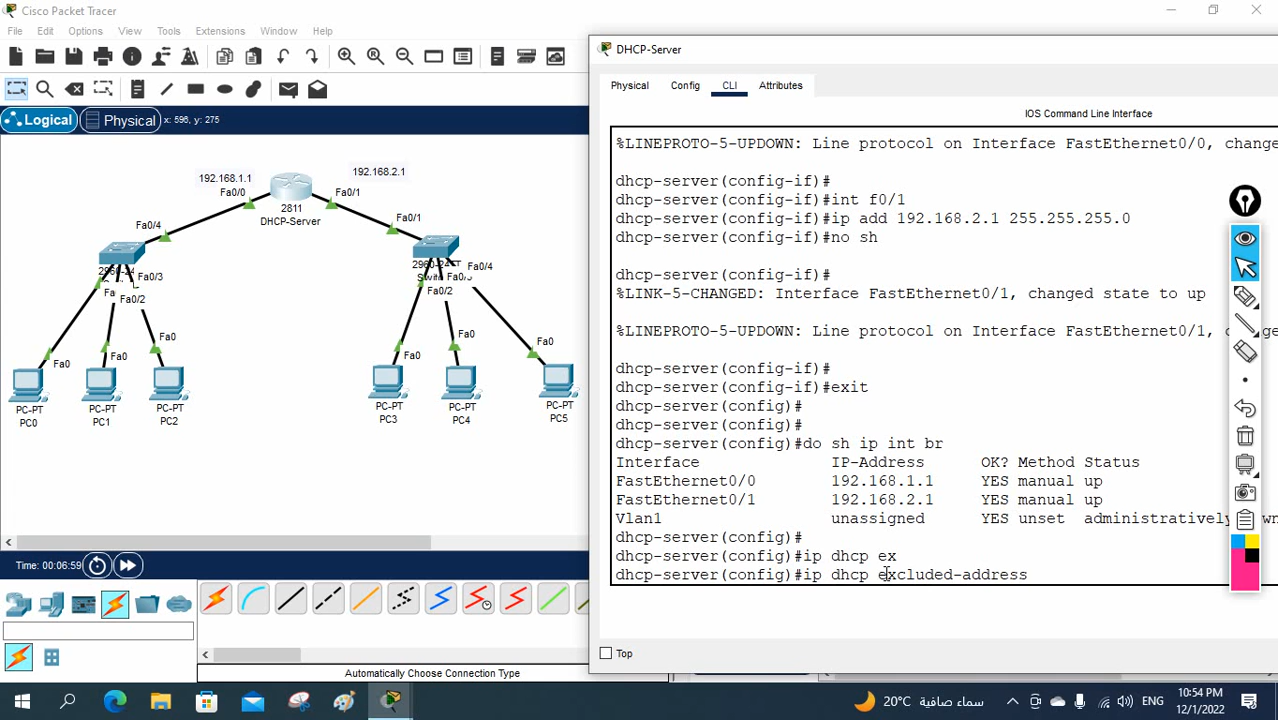 Cisco Packet Tracer
File Edit Options View Tools Extensions Window Help
Logical Physical x: 596, y: 275
192.168.1.1
192.168.2.1
Fa0/0
Fa0/1
2811
DHCP-Server
Fa0/4
Fa0/1
Fa0/3
Fa0/2
Fa0/4
Fa0/2
Fa0
Fa0
Fa0
Fa0
Fa0
Fa0
PC-PT
PC0
PC-PT
PC1
PC-PT
PC2
PC-PT
PC3
PC-PT
PC4
PC-PT
PC5
Time: 00:06:59
Automatically Choose Connection Type
DHCP-Server
Physical Config CLI Attributes
IOS Command Line Interface
%LINEPROTO-5-UPDOWN: Line protocol on Interface FastEthernet0/0, change
dhcp-server(config-if)#
dhcp-server(config-if)#int f0/1
dhcp-server(config-if)#ip add 192.168.2.1 255.255.255.0
dhcp-server(config-if)#no sh
dhcp-server(config-if)#
%LINK-5-CHANGED: Interface FastEthernet0/1, changed state to up
%LINEPROTO-5-UPDOWN: Line protocol on Interface FastEthernet0/1, c
dhcp-server(config-if)#
dhcp-server(config-if)#exit
dhcp-server(config)#
dhcp-server(config)#
dhcp-server(config)#do sh ip int br
Interface IP-Address OK? Method Status
FastEthernet0/0 192.168.1.1 YES manual up
FastEthernet0/1 192.168.2.1 YES manual up
Vlan1 unassigned YES unset administratively
dhcp-server(config)#
dhcp-server(config)#ip dhcp ex
dhcp-server(config)#ip dhcp excluded-address
Top
20°C سماء صافية
ENG
10:54 PM
12/1/2022